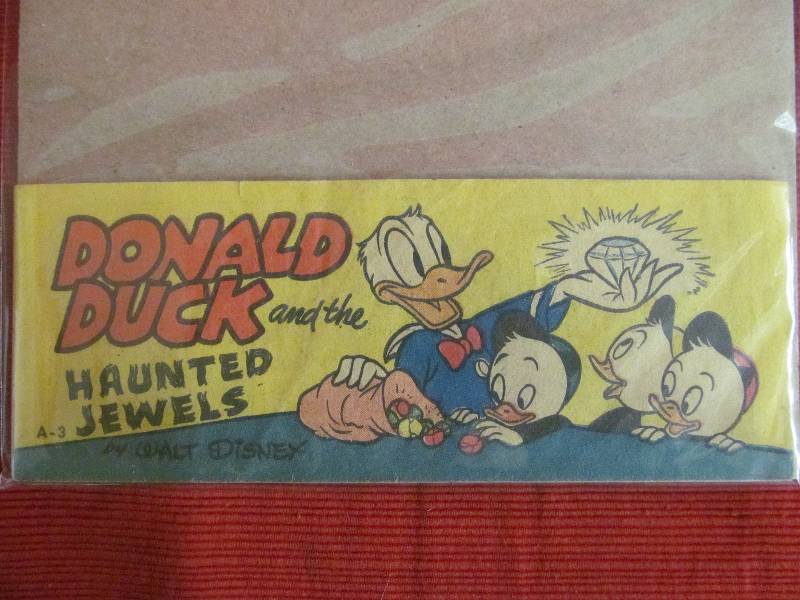 DONALD
DUCK and the
HAUNTED
JEWELS
A-3
by WALT DISNEY